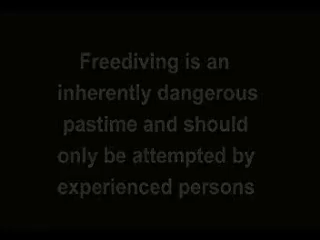 Freediving is an
inherently dangerous
pastime and should
only be attempted by
experienced persons